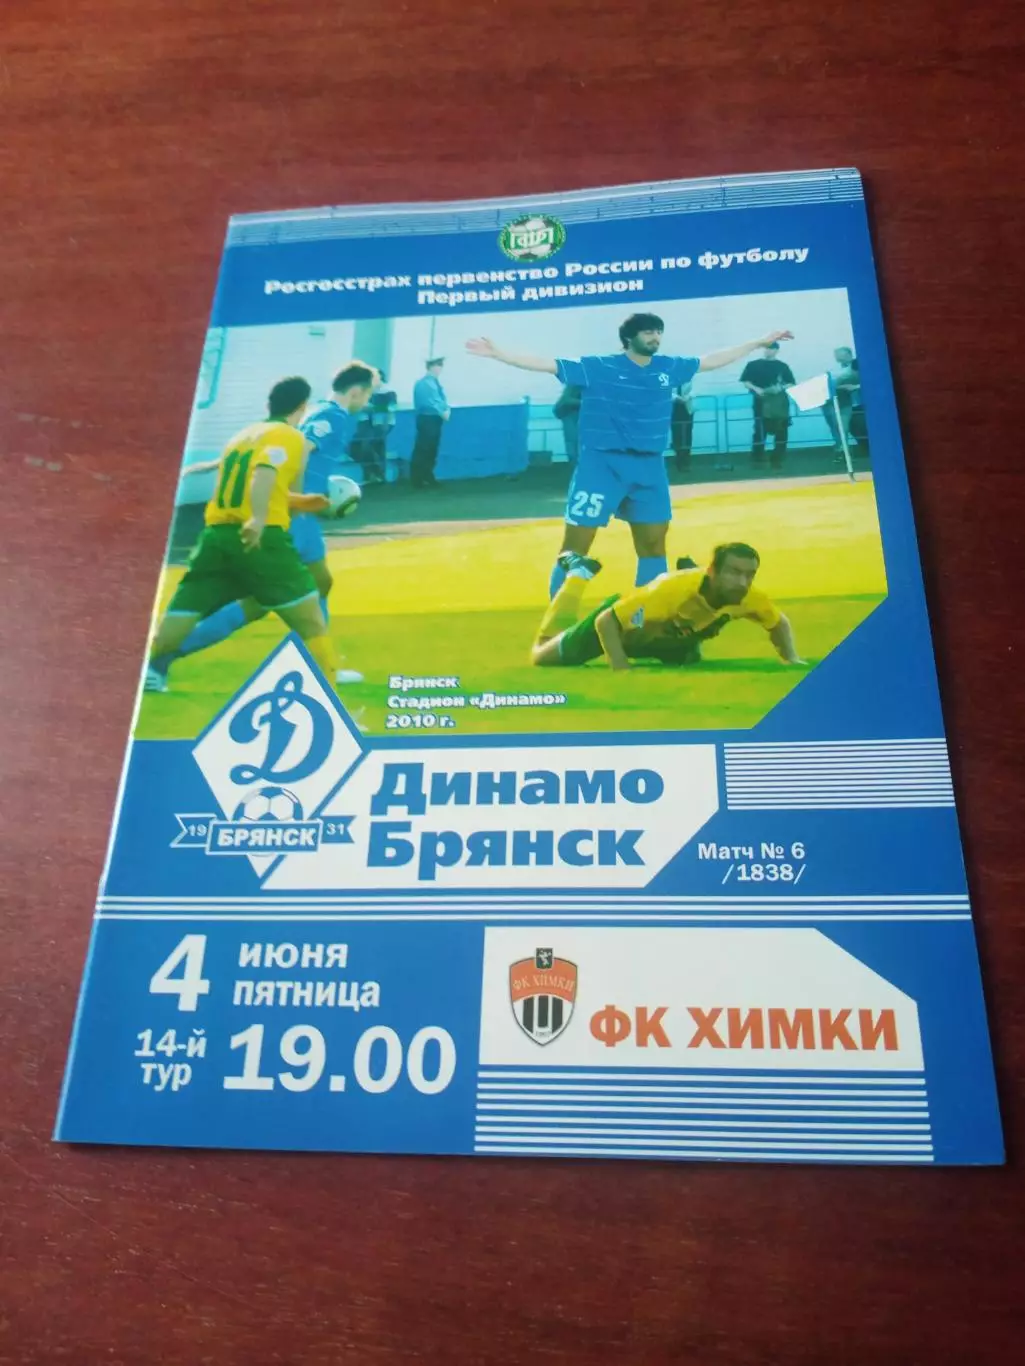 Росгосстрах первенство России по футболу
Первый дивизион
11
25
Брянск
Стадион «Динамо»
2010 г.
Д
19 БРЯНСК 31
Динамо
Брянск
Матч № 6
/1838/
4 июня
пятница
14-й
тур
19.00
ФК ХИМКИ
ФК ХИМКИ